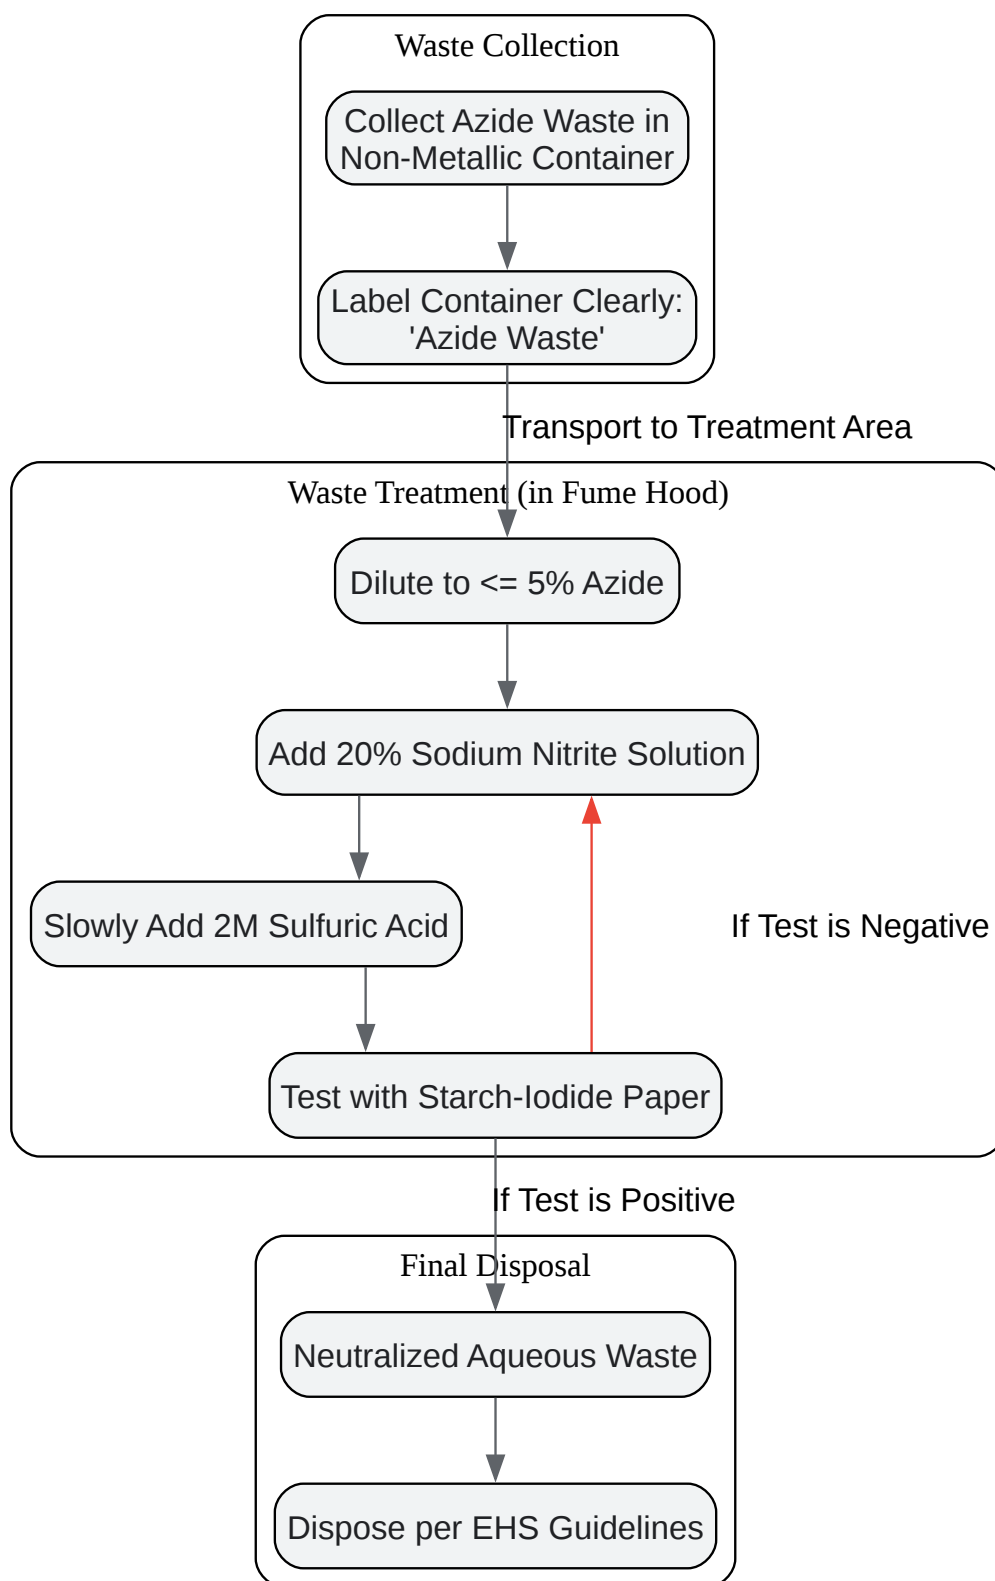 Waste Collection
Collect Azide Waste in
Non-Metallic Container
Label Container Clearly:
'Azide Waste'
Transport to Treatment Area
Waste Treatment (in Fume Hood)
Dilute to <= 5% Azide
Add 20% Sodium Nitrite Solution
Slowly Add 2M Sulfuric Acid
If Test is Negative
Test with Starch-Iodide Paper
If Test is Positive
Final Disposal
Neutralized Aqueous Waste
Dispose per EHS Guidelines